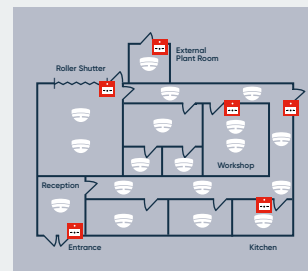 External
Plant Room
Roller Shutter
Workshop
Reception
Entrance
Kitchen